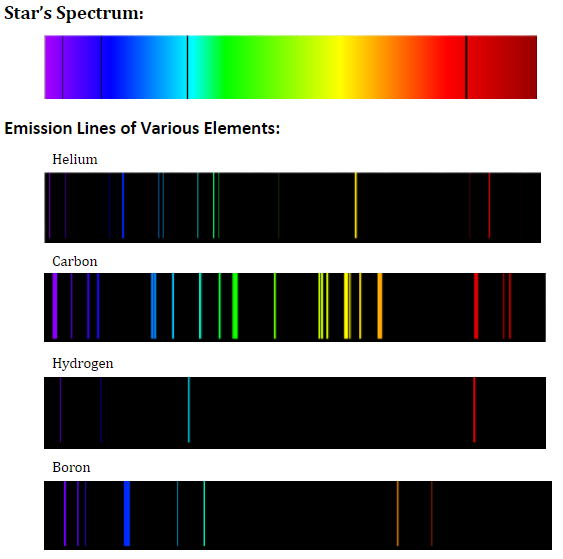 Star’s Spectrum:
Emission Lines of Various Elements:
Helium
Carbon
Hydrogen
Boron